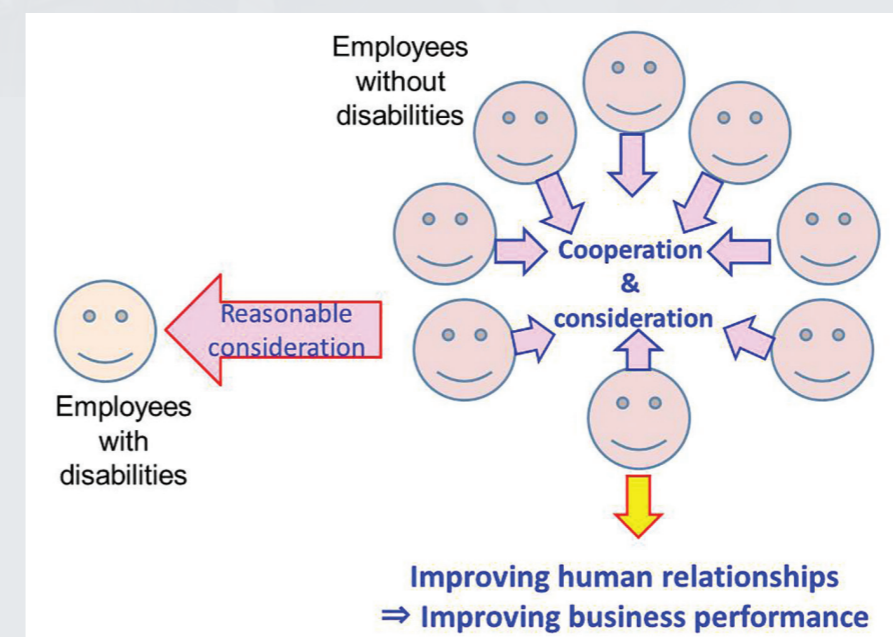 Employees
without
disabilities
Cooperation
&
consideration
Reasonable
consideration
Employees
with
disabilities
Improving human relationships
⇒ Improving business performance